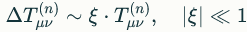 ΔT_{μν}^{(n)} ∼ ξ · T_{μν}^{(n)},  |ξ| ≪ 1